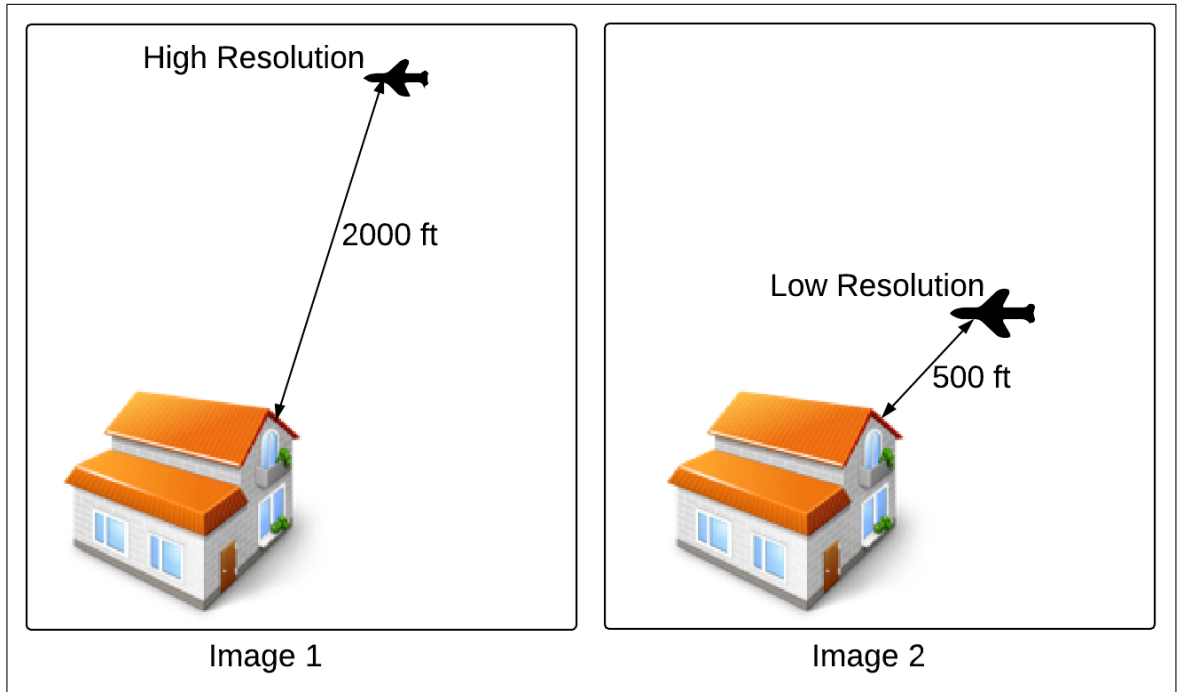 High Resolution
2000 ft
Image 1
Low Resolution
500 ft
Image 2